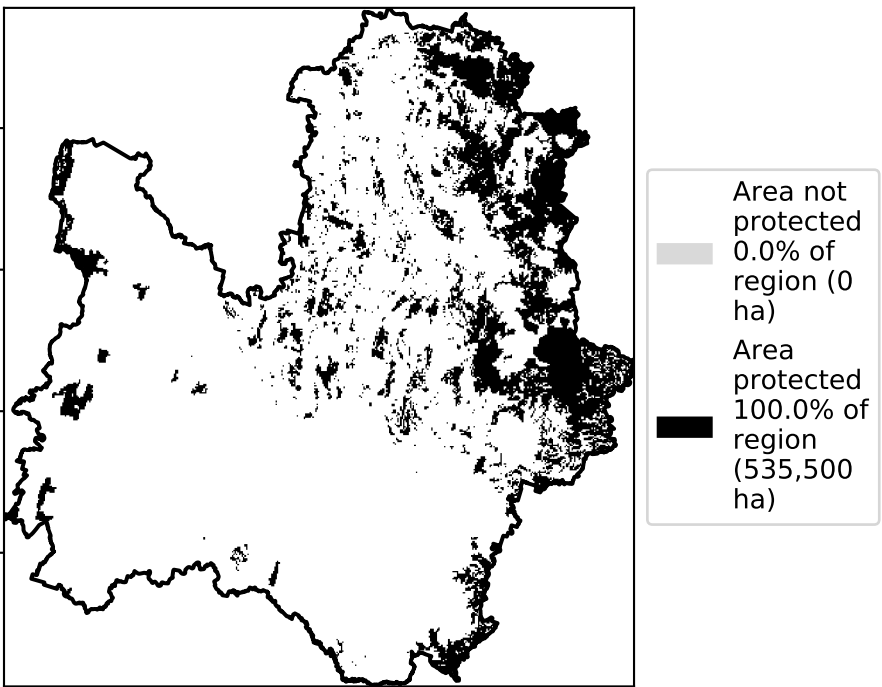 Area not
protected
0.0% of
region (0
ha)
Area
protected
100.0% of
region
(535,500
ha)